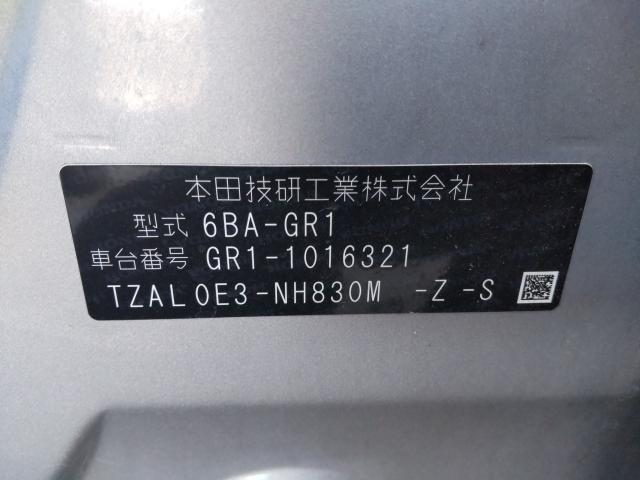 本田技研工業株式会社
型式 6BA-GR1
車台番号 GR1-1016321
TZAL0E3-NH830M -Z -S